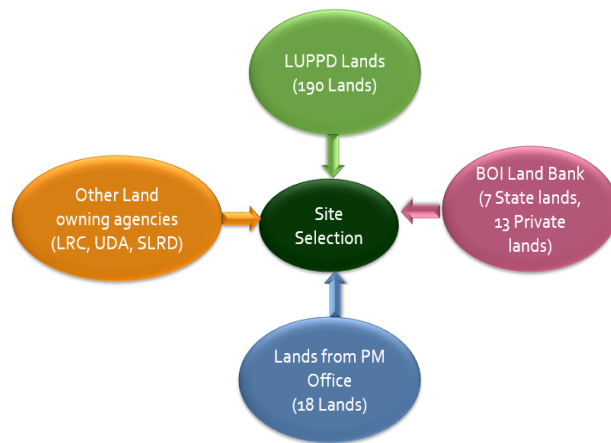 LUPPD Lands
(190 Lands)
Other Land
owning agencies
(LRC, UDA, SLRD)
Site
Selection
BOI Land Bank
(7 State lands,
13 Private
lands)
Lands from PM
Office
(18 Lands)